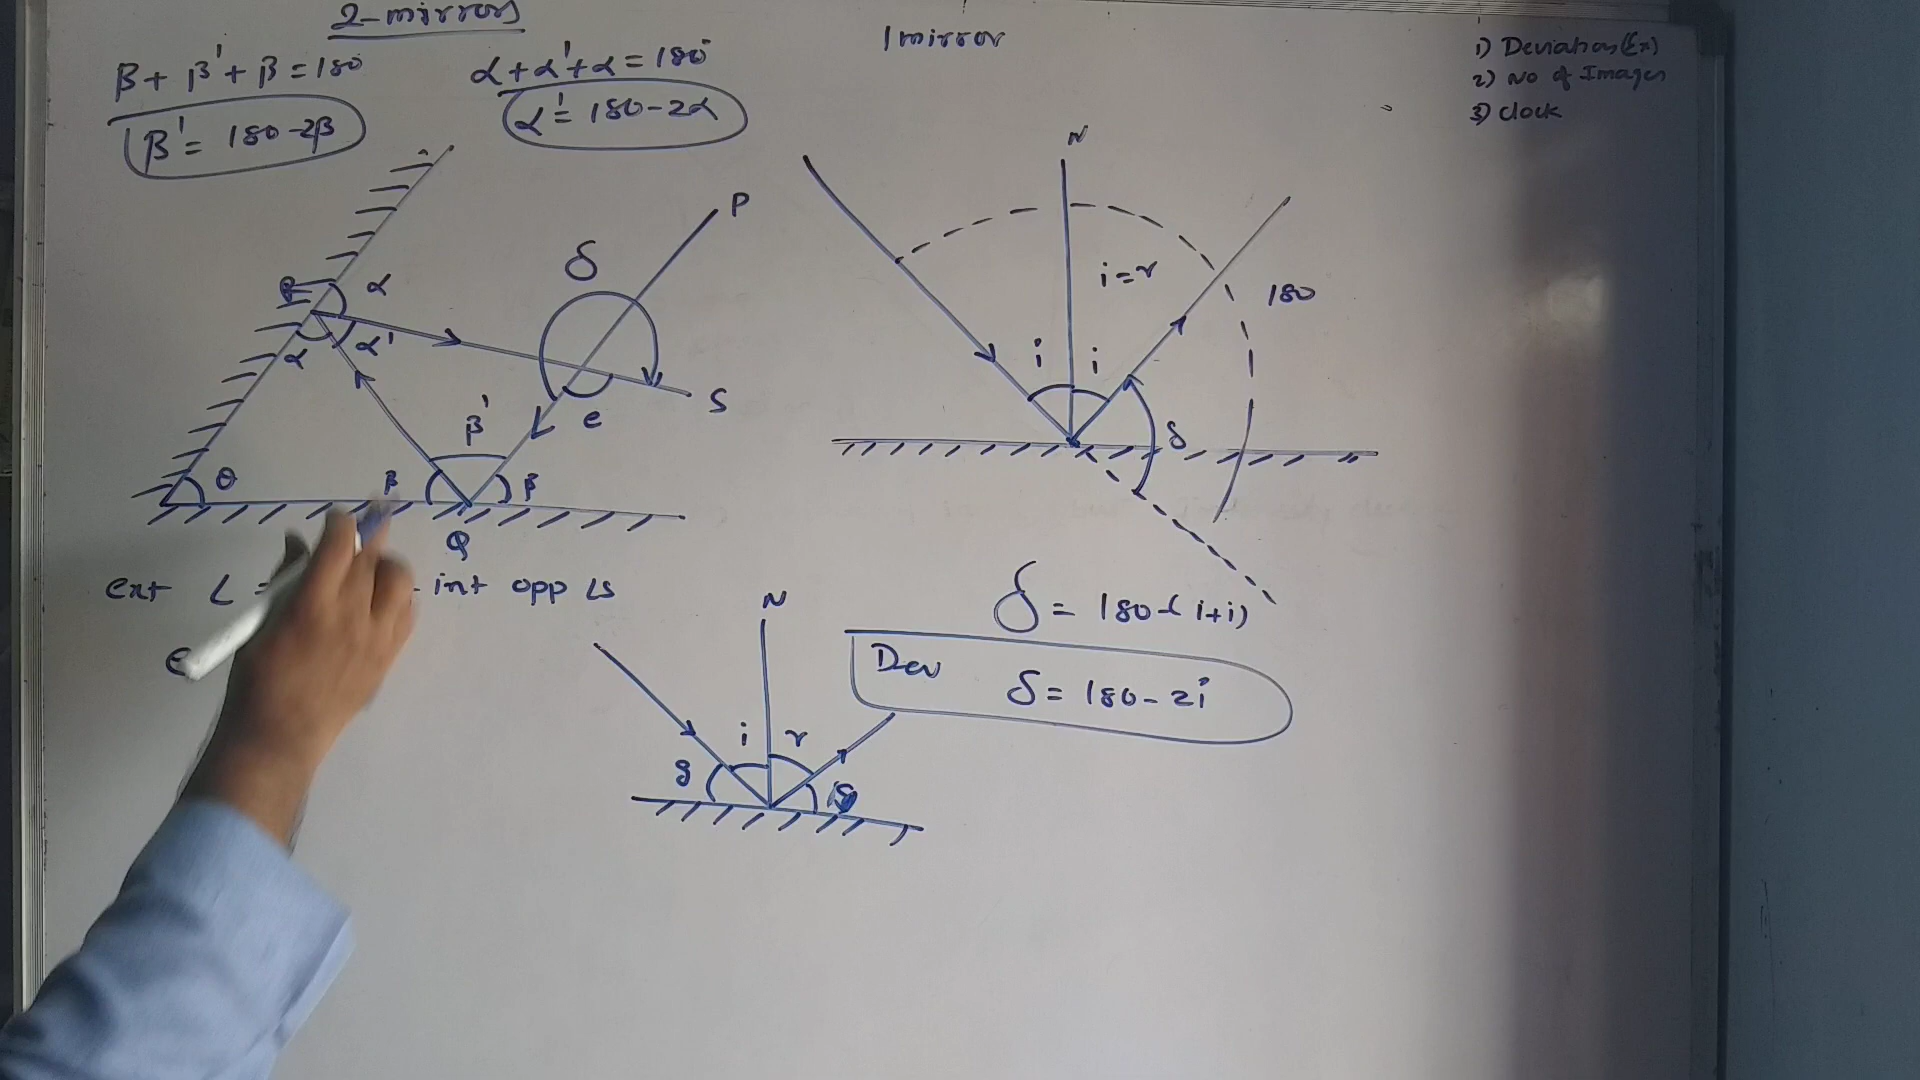 2-mirrors
β + β' + β = 180
β' = 180-2β
α + α' + α = 180°
α' = 180-2α
1 mirror
1) Deviation (Ex)
2) No of Images
3) clock
N
i=r
180
i i
δ
P
δ
α
α α'
S
e
β'
θ
β β
Q
ext ∠ = int opp ∠s
e
δ = 180-(i+i)
Dev δ = 180-2i
N
i r
g g